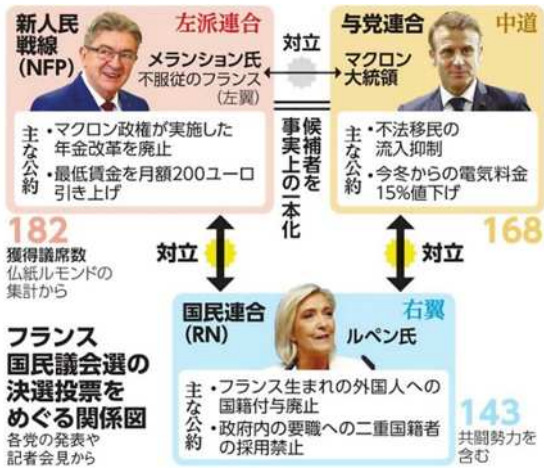 新人民
戦線
(NFP)
左派連合
メランション氏
不服従のフランス
(左翼)
主な公約
・マクロン政権が実施した
年金改革を廃止
・最低賃金を月額200ユーロ
引き上げ
182
獲得議席数
仏紙ルモンドの
集計から
対立
候補者を
事実上の一本化
与党連合
中道
マクロン
大統領
主な公約
・不法移民の
流入抑制
・今冬からの電気料金
15%値下げ
168
対立
対立
国民連合
(RN)
右翼
ルペン氏
主な公約
・フランス生まれの外国人への
国籍付与廃止
・政府内の要職への二重国籍者
の採用禁止
143
共闘勢力を
含む
フランス
国民議会選の
決選投票を
めぐる関係図
各党の発表や
記者会見から